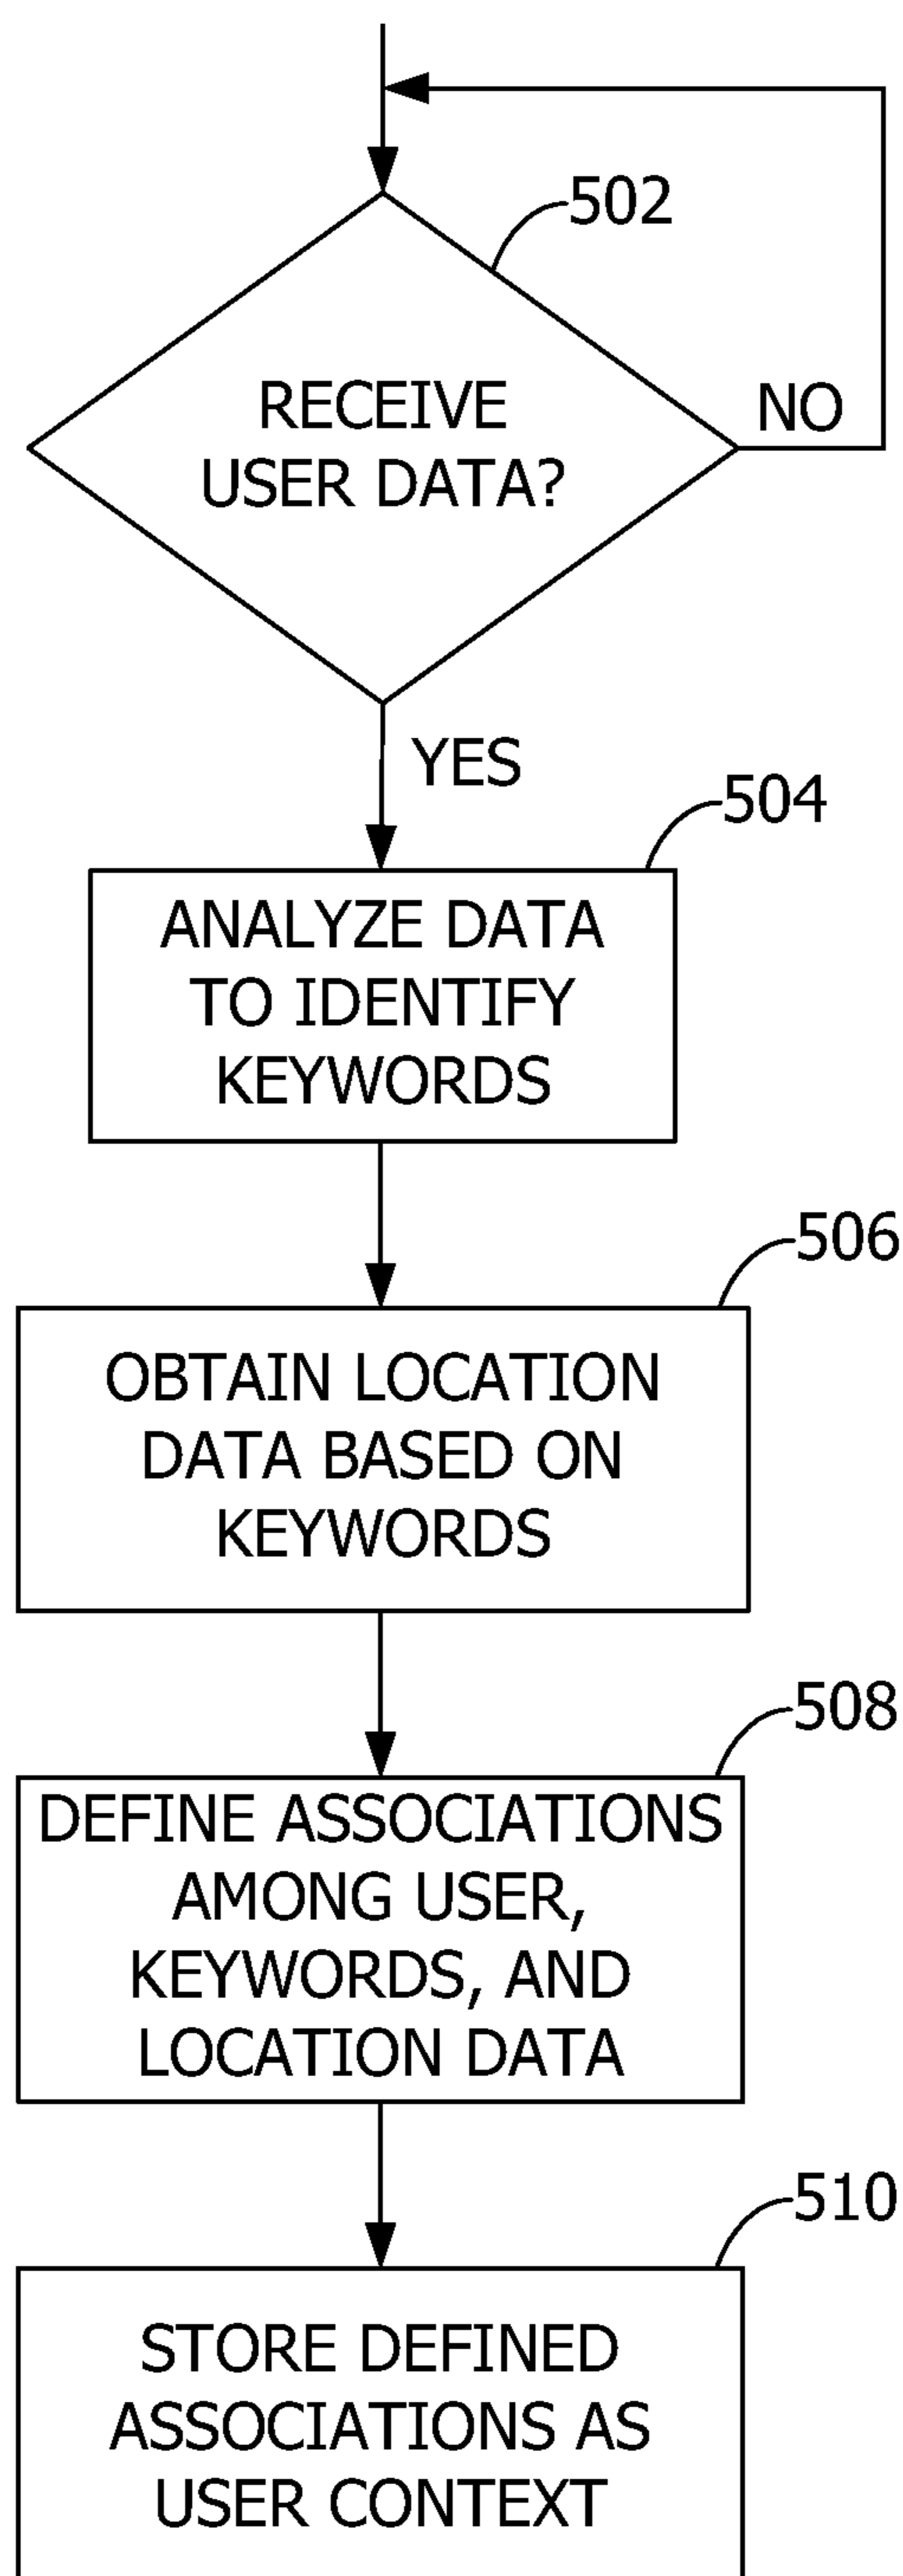 502
RECEIVE
USER DATA?
NO
YES
504
ANALYZE DATA
TO IDENTIFY
KEYWORDS
506
OBTAIN LOCATION
DATA BASED ON
KEYWORDS
508
DEFINE ASSOCIATIONS
AMONG USER,
KEYWORDS, AND
LOCATION DATA
510
STORE DEFINED
ASSOCIATIONS AS
USER CONTEXT